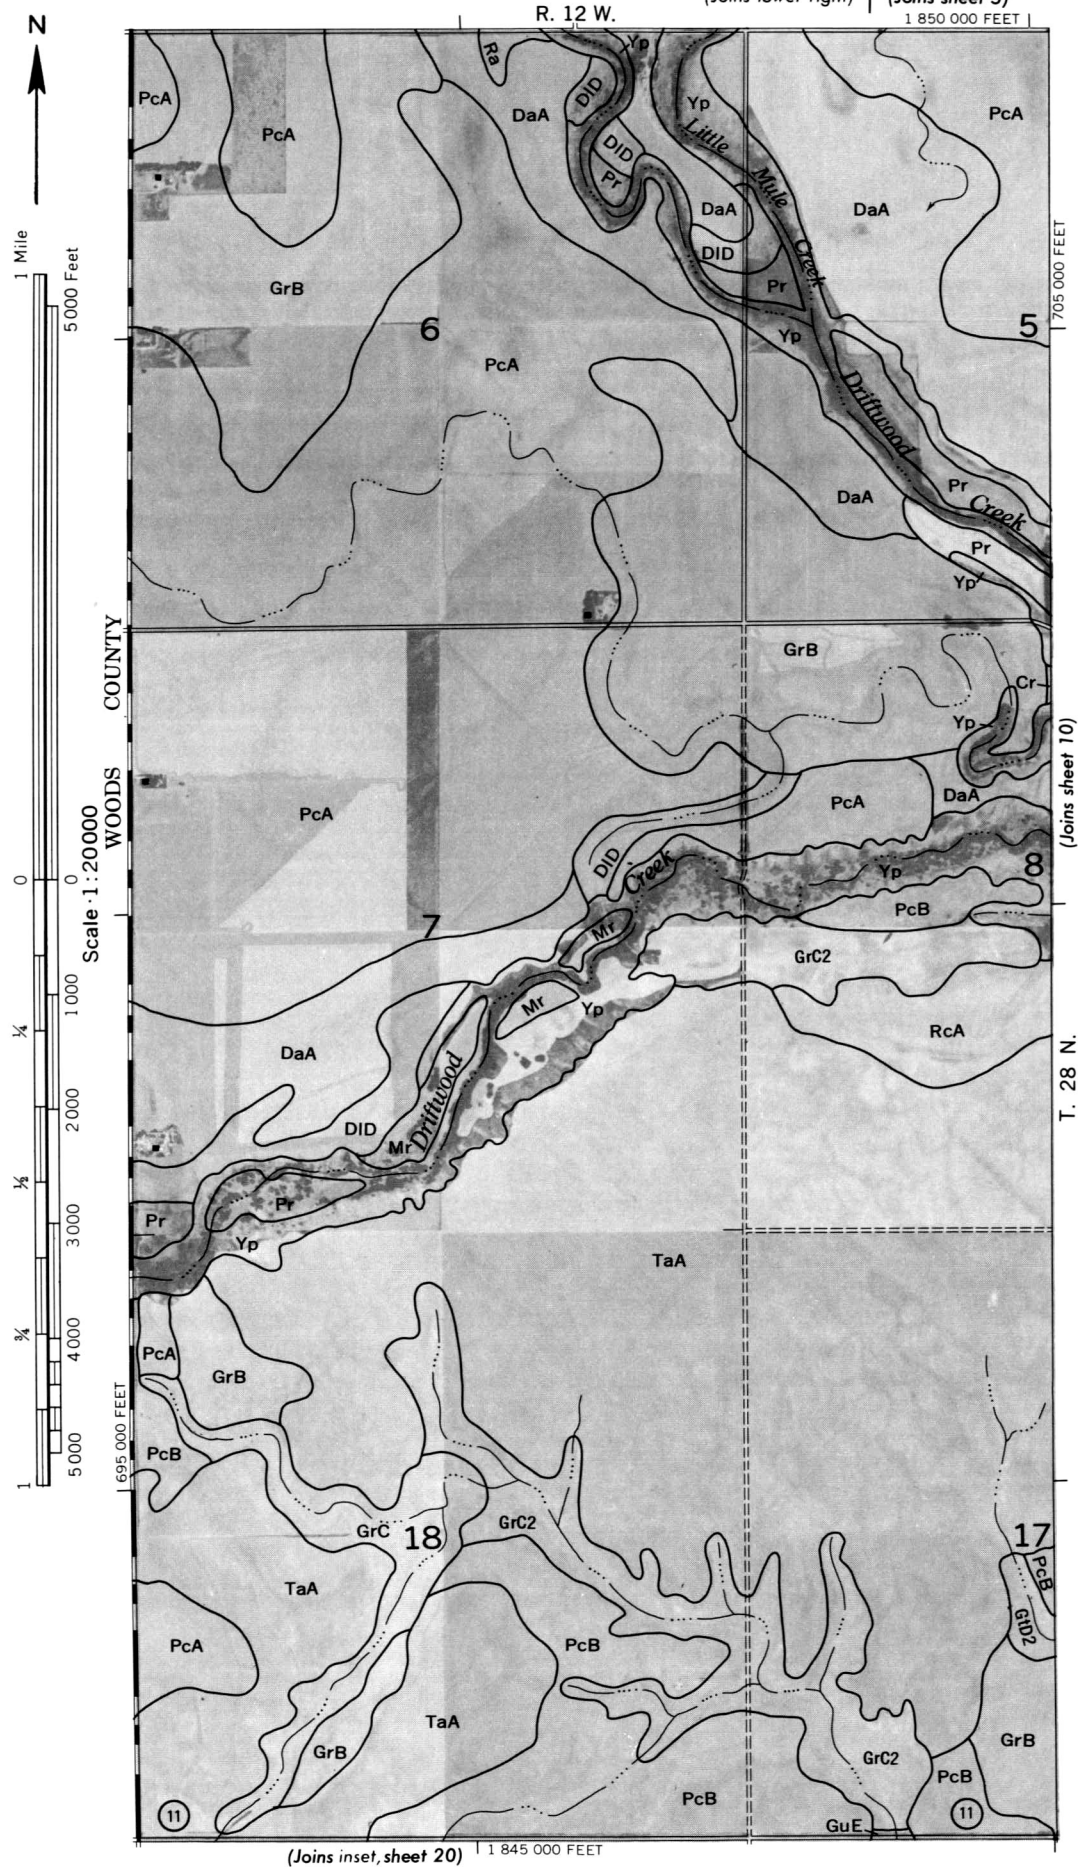 (Joins lower right)
(Joins sheet 5)
R. 12 W.
1 850 000 FEET
N
Ra
Yp
DlD
PcA
PcA
DaA
Yp
PcA
Little
DlD
Pr
Mule
DaA
DaA
DlD
Creek
1 Mile
5000 Feet
GrB
Pr
705 000 FEET
6
5
Yp
PcA
Driftwood
Pr
DaA
Creek
Pr
Yp
WOODS COUNTY
GrB
Cr
Yp
(Joins sheet 10)
DaA
PcA
PcA
DlD
Creek
Yp
8
0
0
Scale · 1:20000
PcB
7
Mr
GrC2
1000
Mr
Yp
¼
RcA
DaA
T. 28 N.
Driftwood
2000
DlD
Mr
½
Pr
Pr
3000
Yp
TaA
¾
4000
PcA
GrB
695 000 FEET
5000
PcB
1
GrC2
GrC
18
17
PcB
TaA
GtD2
PcA
PcB
TaA
GrB
GrB
GrC2
PcB
PcB
11
11
GuE
(Joins inset, sheet 20)
1 845 000 FEET